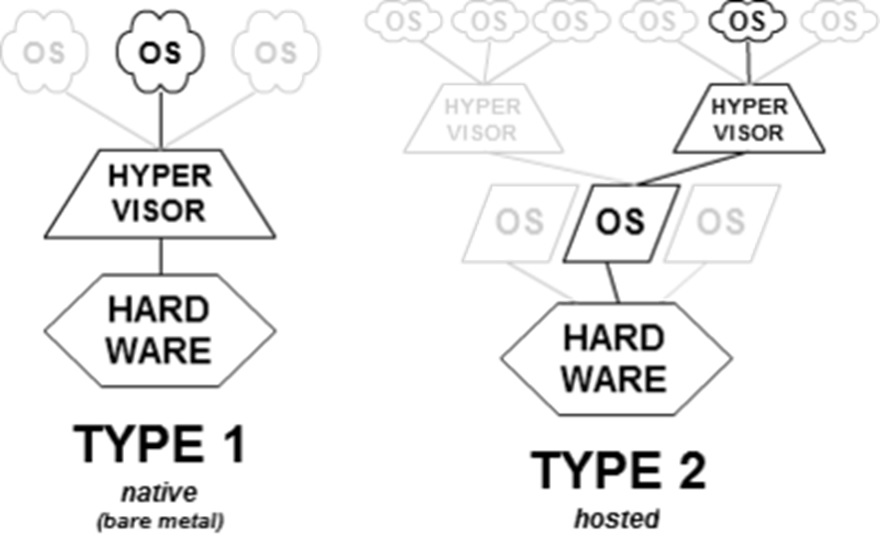 OS OS OS
HYPER
VISOR
HARD
WARE
TYPE 1
native
(bare metal)
OS OS OS OS OS OS
HYPER HYPER
VISOR VISOR
OS OS OS
HARD
WARE
TYPE 2
hosted